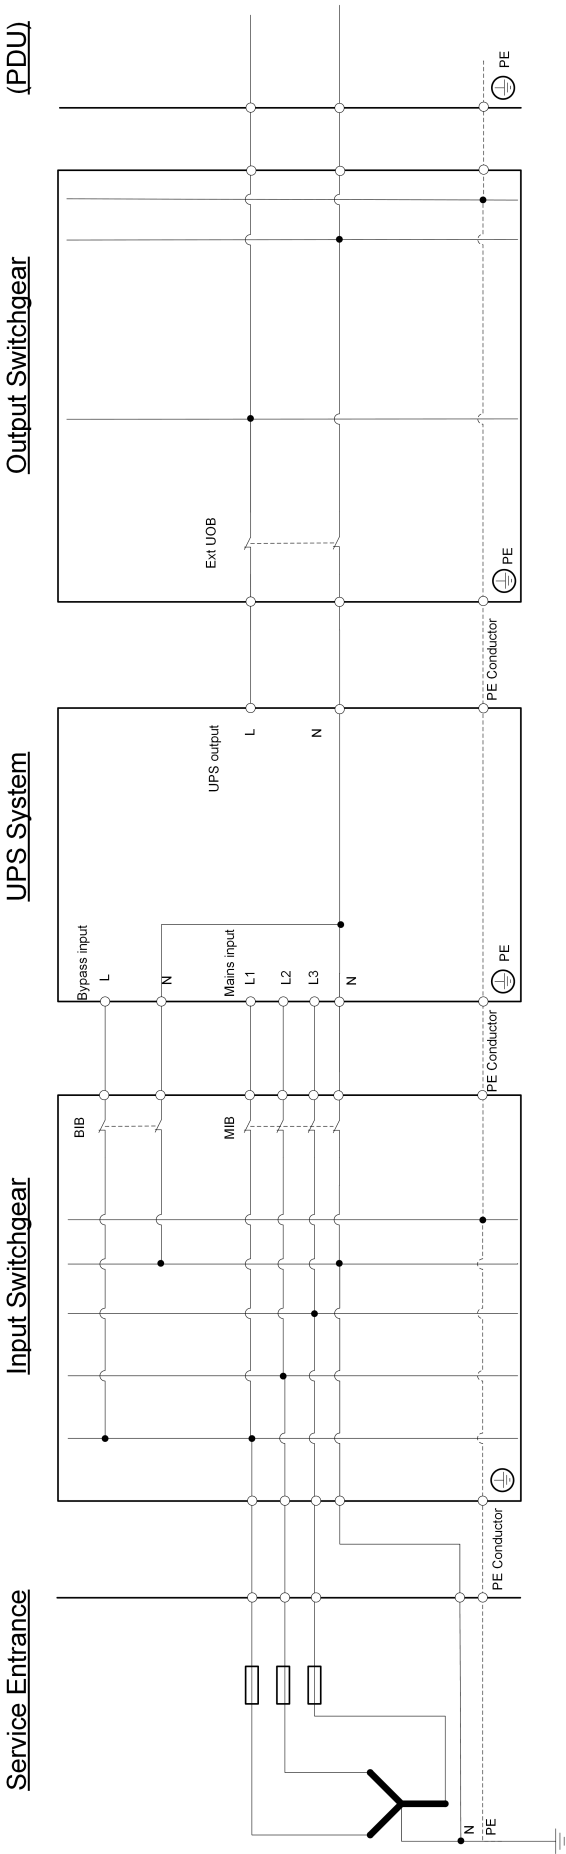 Service Entrance
Input Switchgear
UPS System
Output Switchgear
(PDU)
N
PE
PE Conductor
BIB
MIB
PE Conductor
Bypass input
L
N
Mains input
L1
L2
L3
N
PE
UPS output
L
N
PE Conductor
Ext UOB
PE
PE